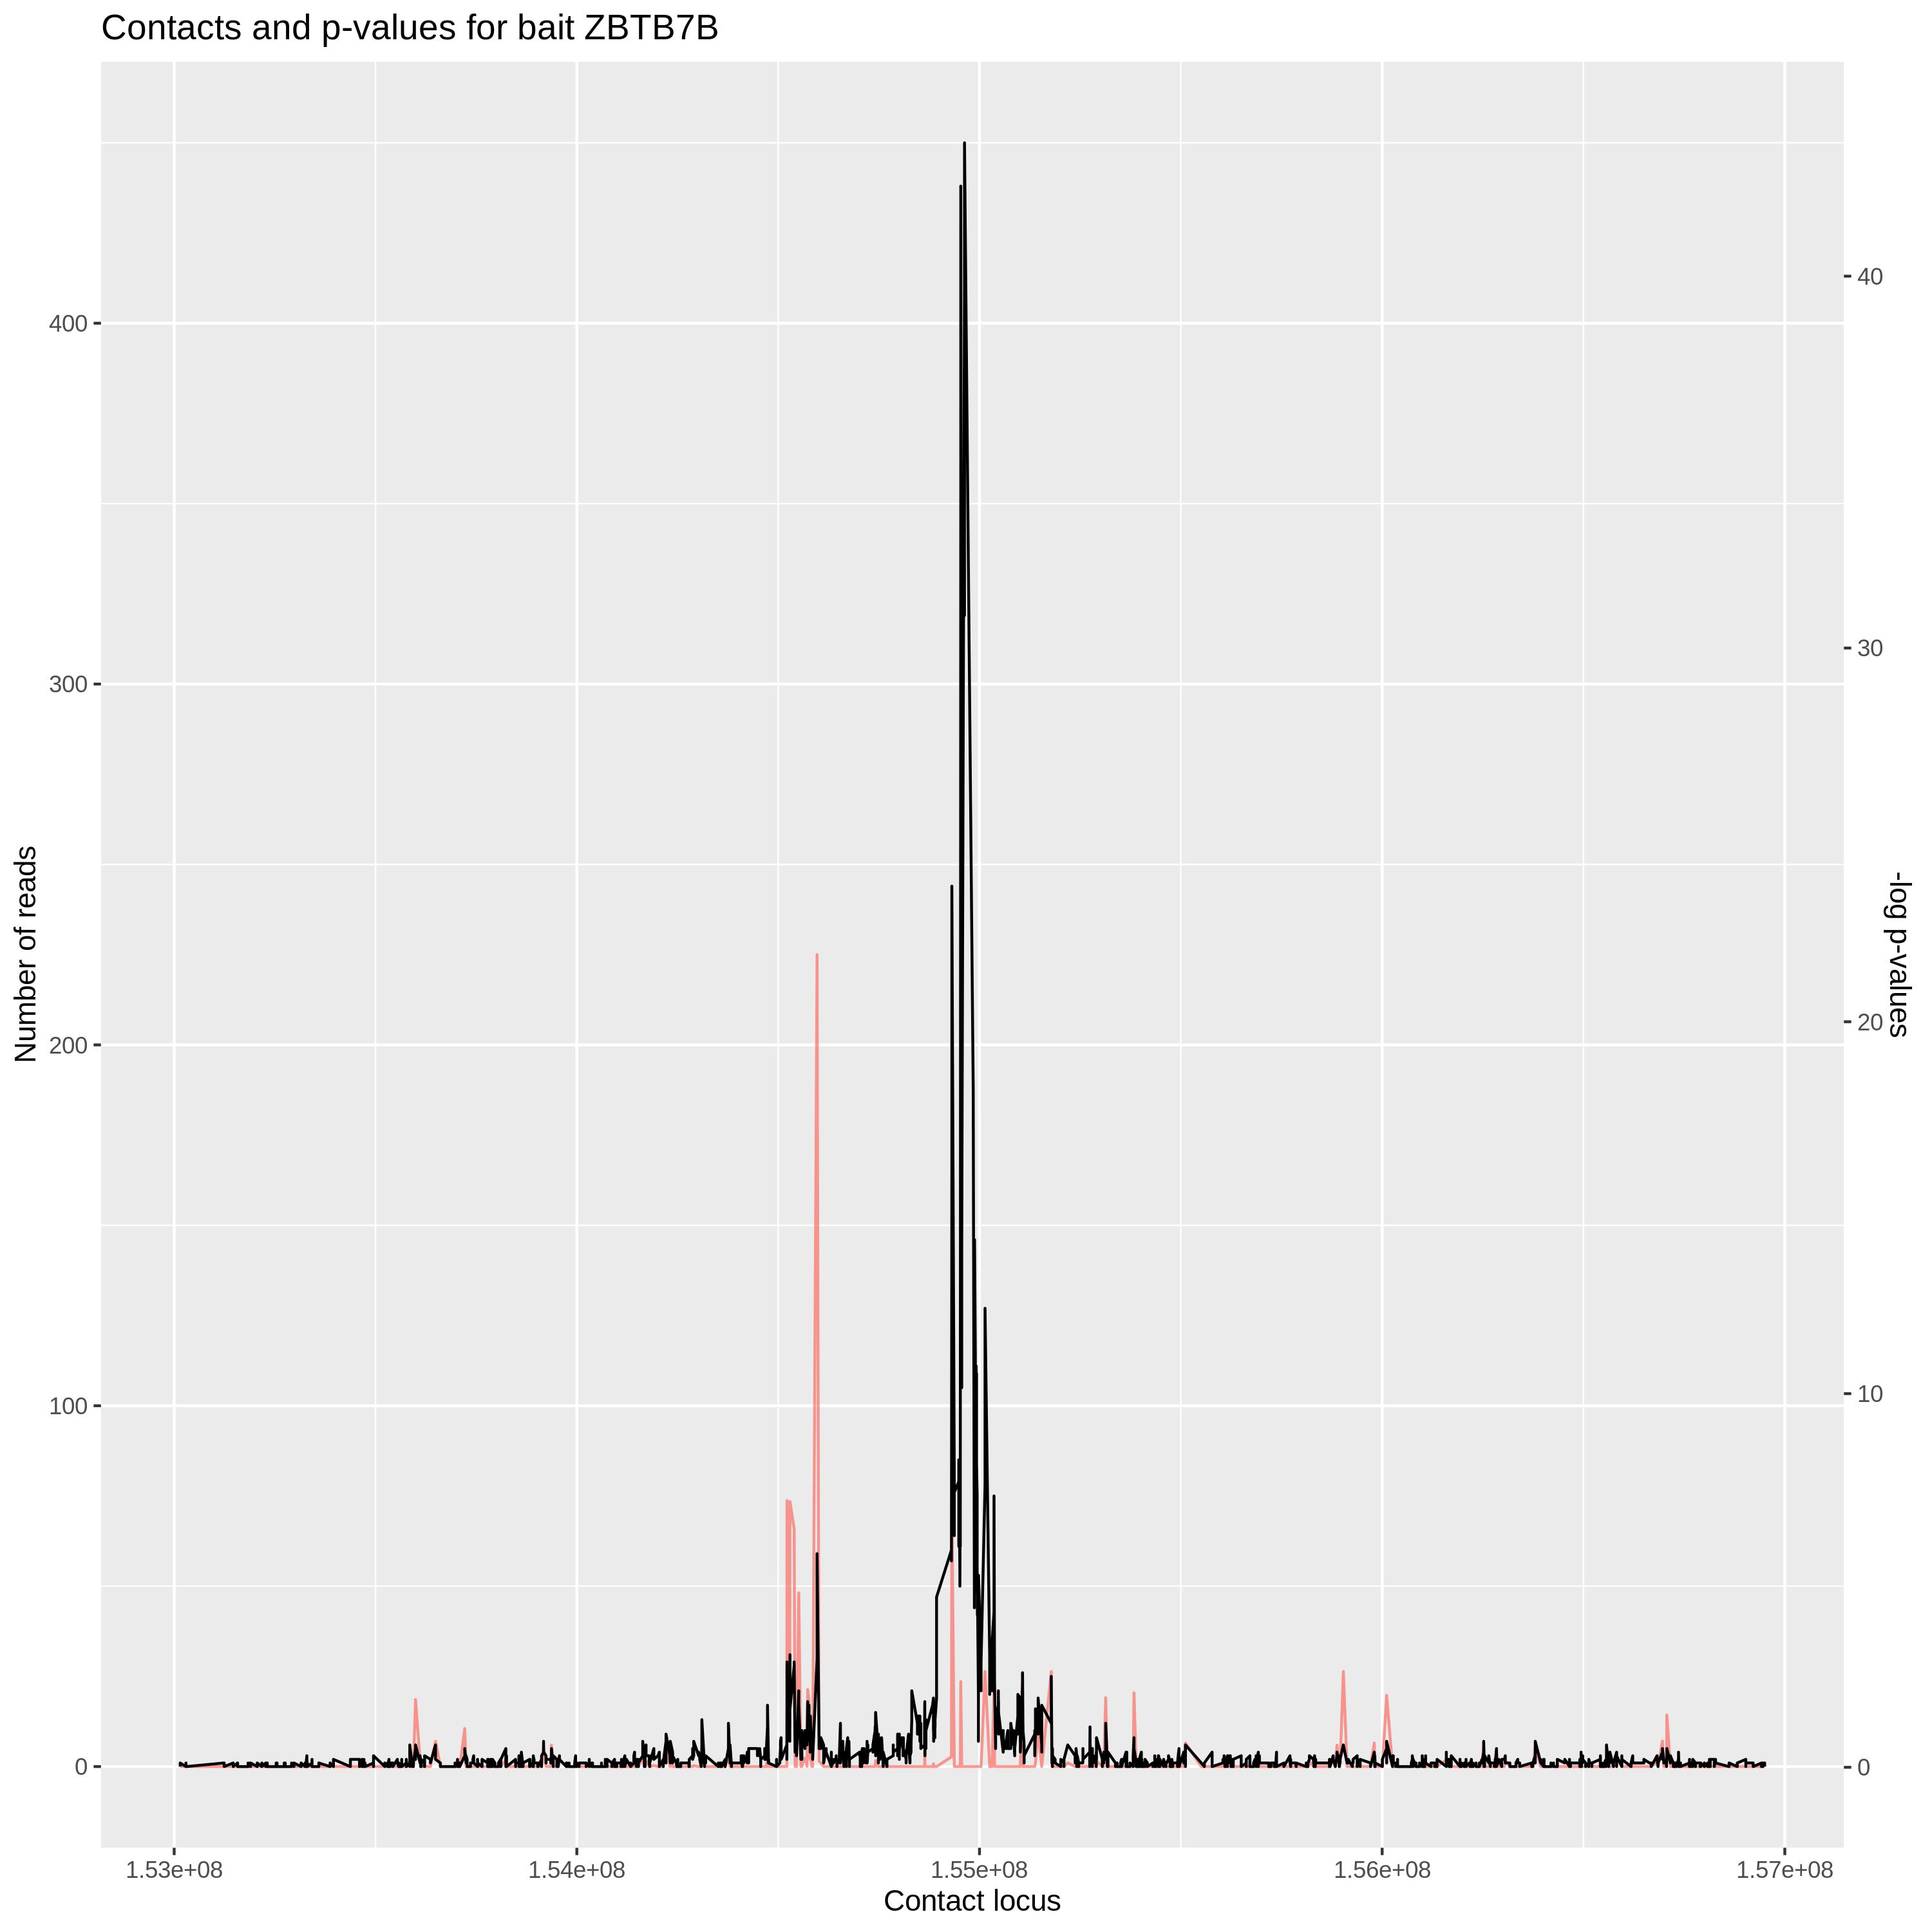 Contacts and p-values for bait ZBTB7B
Number of reads
400
300
200
100
0
40
30
20
10
0
-log p-values
1.53e+08 1.54e+08 1.55e+08 1.56e+08 1.57e+08
Contact locus